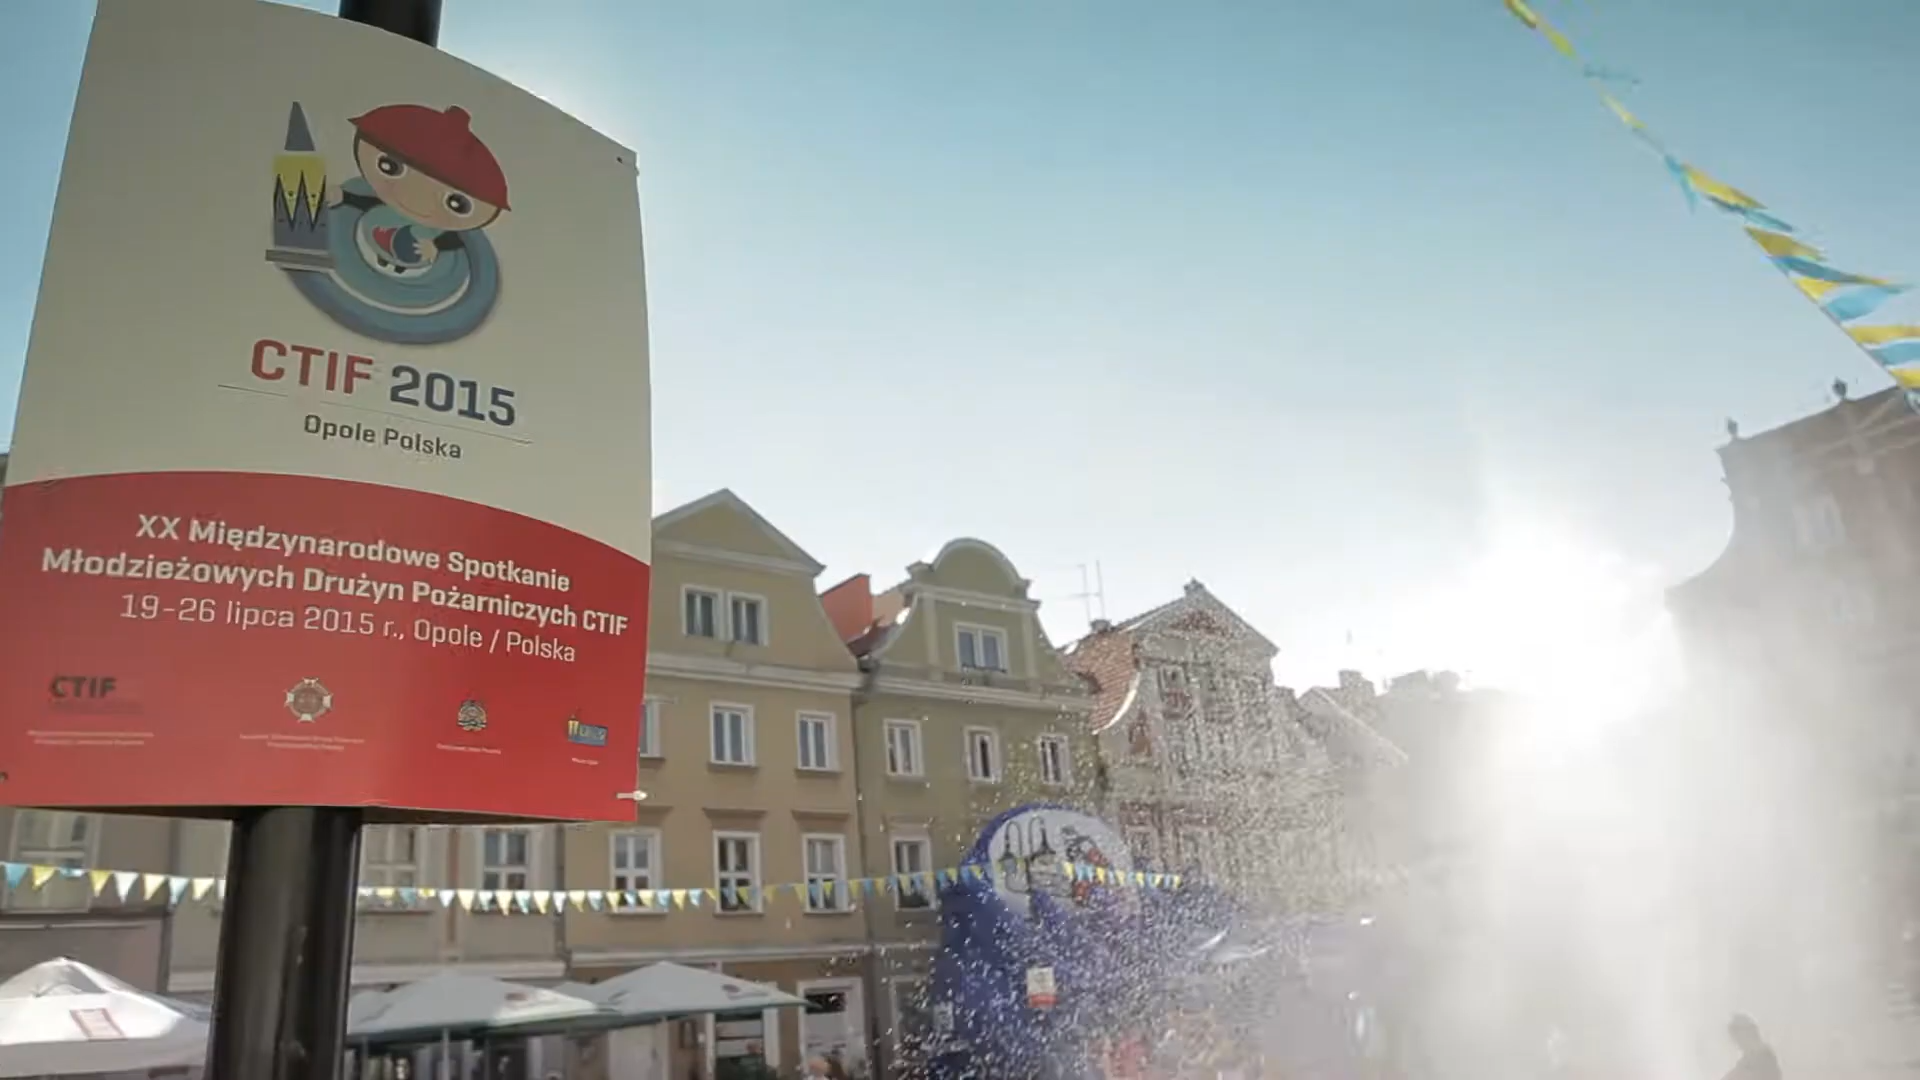 CTIF 2015
Opole Polska
XX Międzynarodowe Spotkanie
Młodzieżowych Drużyn Pożarniczych CTIF
19-26 lipca 2015 r., Opole / Polska
CTIF